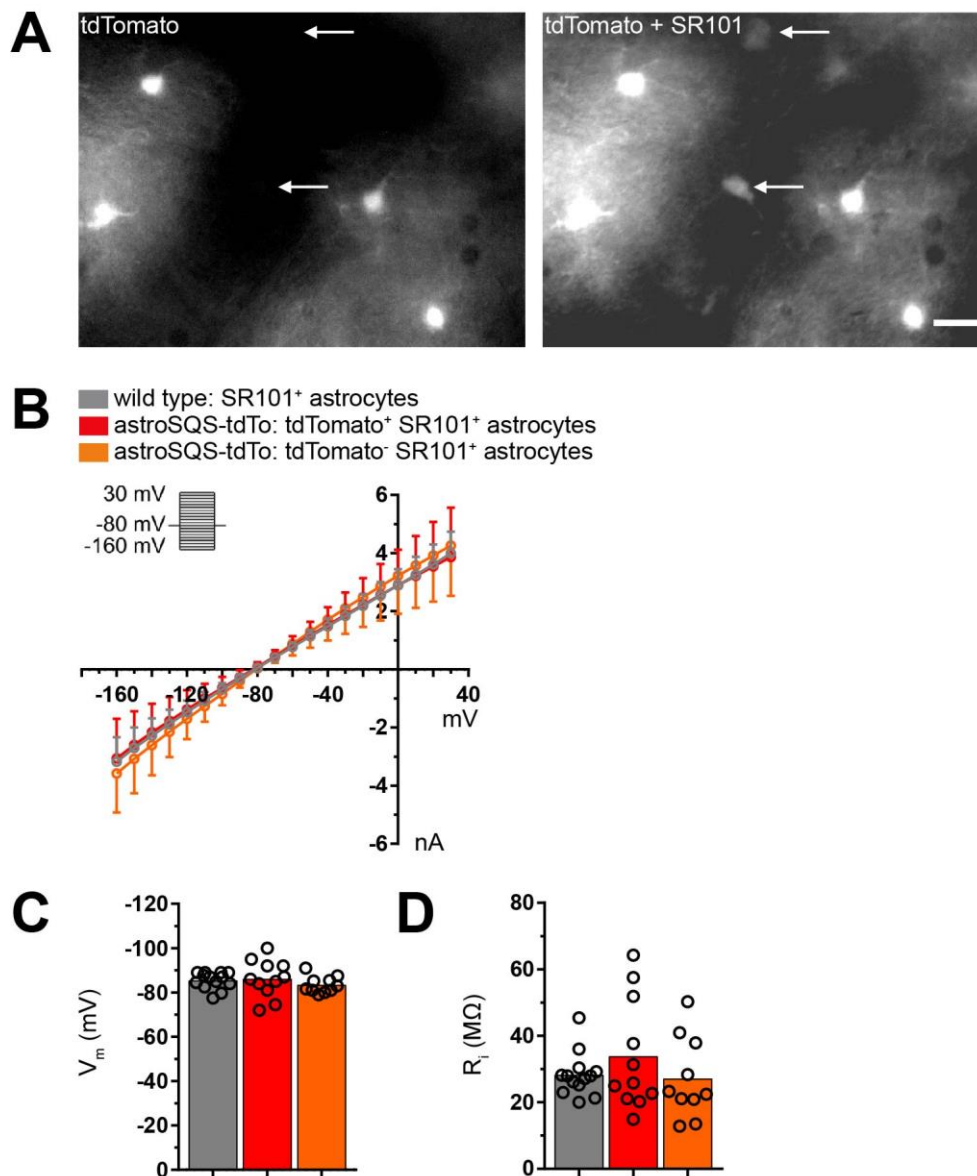 A
tdTomato
tdTomato + SR101
B
wild type: SR101⁺ astrocytes
astroSQS-tdTo: tdTomato⁺ SR101⁺ astrocytes
astroSQS-tdTo: tdTomato⁻ SR101⁺ astrocytes
30 mV
-80 mV
-160 mV
6
4
2
-160 -120 -80 -40 40
mV
-2
-4
-6
nA
C
-120
-100
-80
-60
-40
-20
0
Vₘ (mV)
D
80
60
40
20
0
Rᵢ (MΩ)